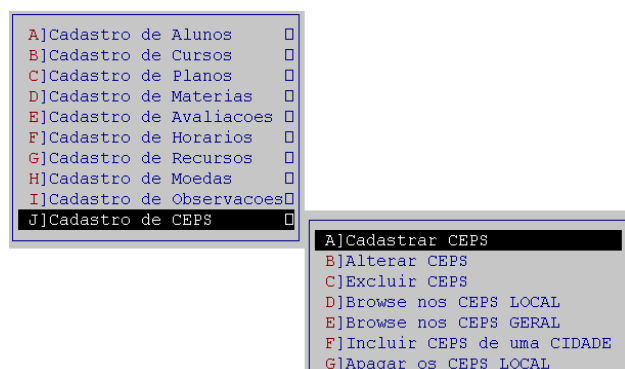 A]Cadastro de Alunos
B]Cadastro de Cursos
C]Cadastro de Planos
D]Cadastro de Materias
E]Cadastro de Avaliacoes
F]Cadastro de Horarios
G]Cadastro de Recursos
H]Cadastro de Moedas
I]Cadastro de Observacoes
J]Cadastro de CEPS
A]Cadastrar CEPS
B]Alterar CEPS
C]Excluir CEPS
D]Browse nos CEPS LOCAL
E]Browse nos CEPS GERAL
F]Incluir CEPS de uma CIDADE
G]Apagar os CEPS LOCAL